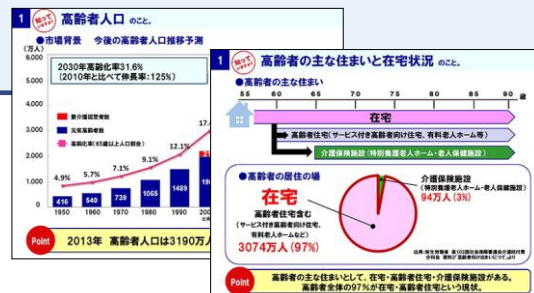 1 知って 高齢者人口 のこと。
●市場背景 今後の高齢者人口推移予測
(万人)
6,000
5,000
4,000
3,000
2,000
1,000
0
2030年高齢化率31.6%
(2010年と比べて伸長率:125%)
要介護認定者数
元気高齢者数
高齢化率(65歳以上人口割合)
4.9% 5.7% 7.1% 9.1% 12.1% 17.
416 540 739 1065 1489
1950 1960 1970 1980 1990 200
Point 2013年 高齢者人口は3190万人
1 知って 高齢者の主な住まいと在宅状況 のこと。
●高齢者の主な住まい
55 60 65 70 75 80 85 90 歳
在宅
高齢者住宅(サービス付き高齢者向け住宅、有料老人ホーム等)
介護保険施設(特別養護老人ホーム・老人保健施設)
●高齢者の居住の場
在宅
高齢者住宅含む
(サービス付き高齢者向け住宅、
有料老人ホームなど)
3074万人(97%)
介護保険施設
(特別養護老人ホーム・老人保健施設)
94万人(3%)
Point 高齢者の主な住まいとして、在宅・高齢者住宅・介護保険施設がある。
高齢者全体の97%が在宅・高齢者住宅という現状。